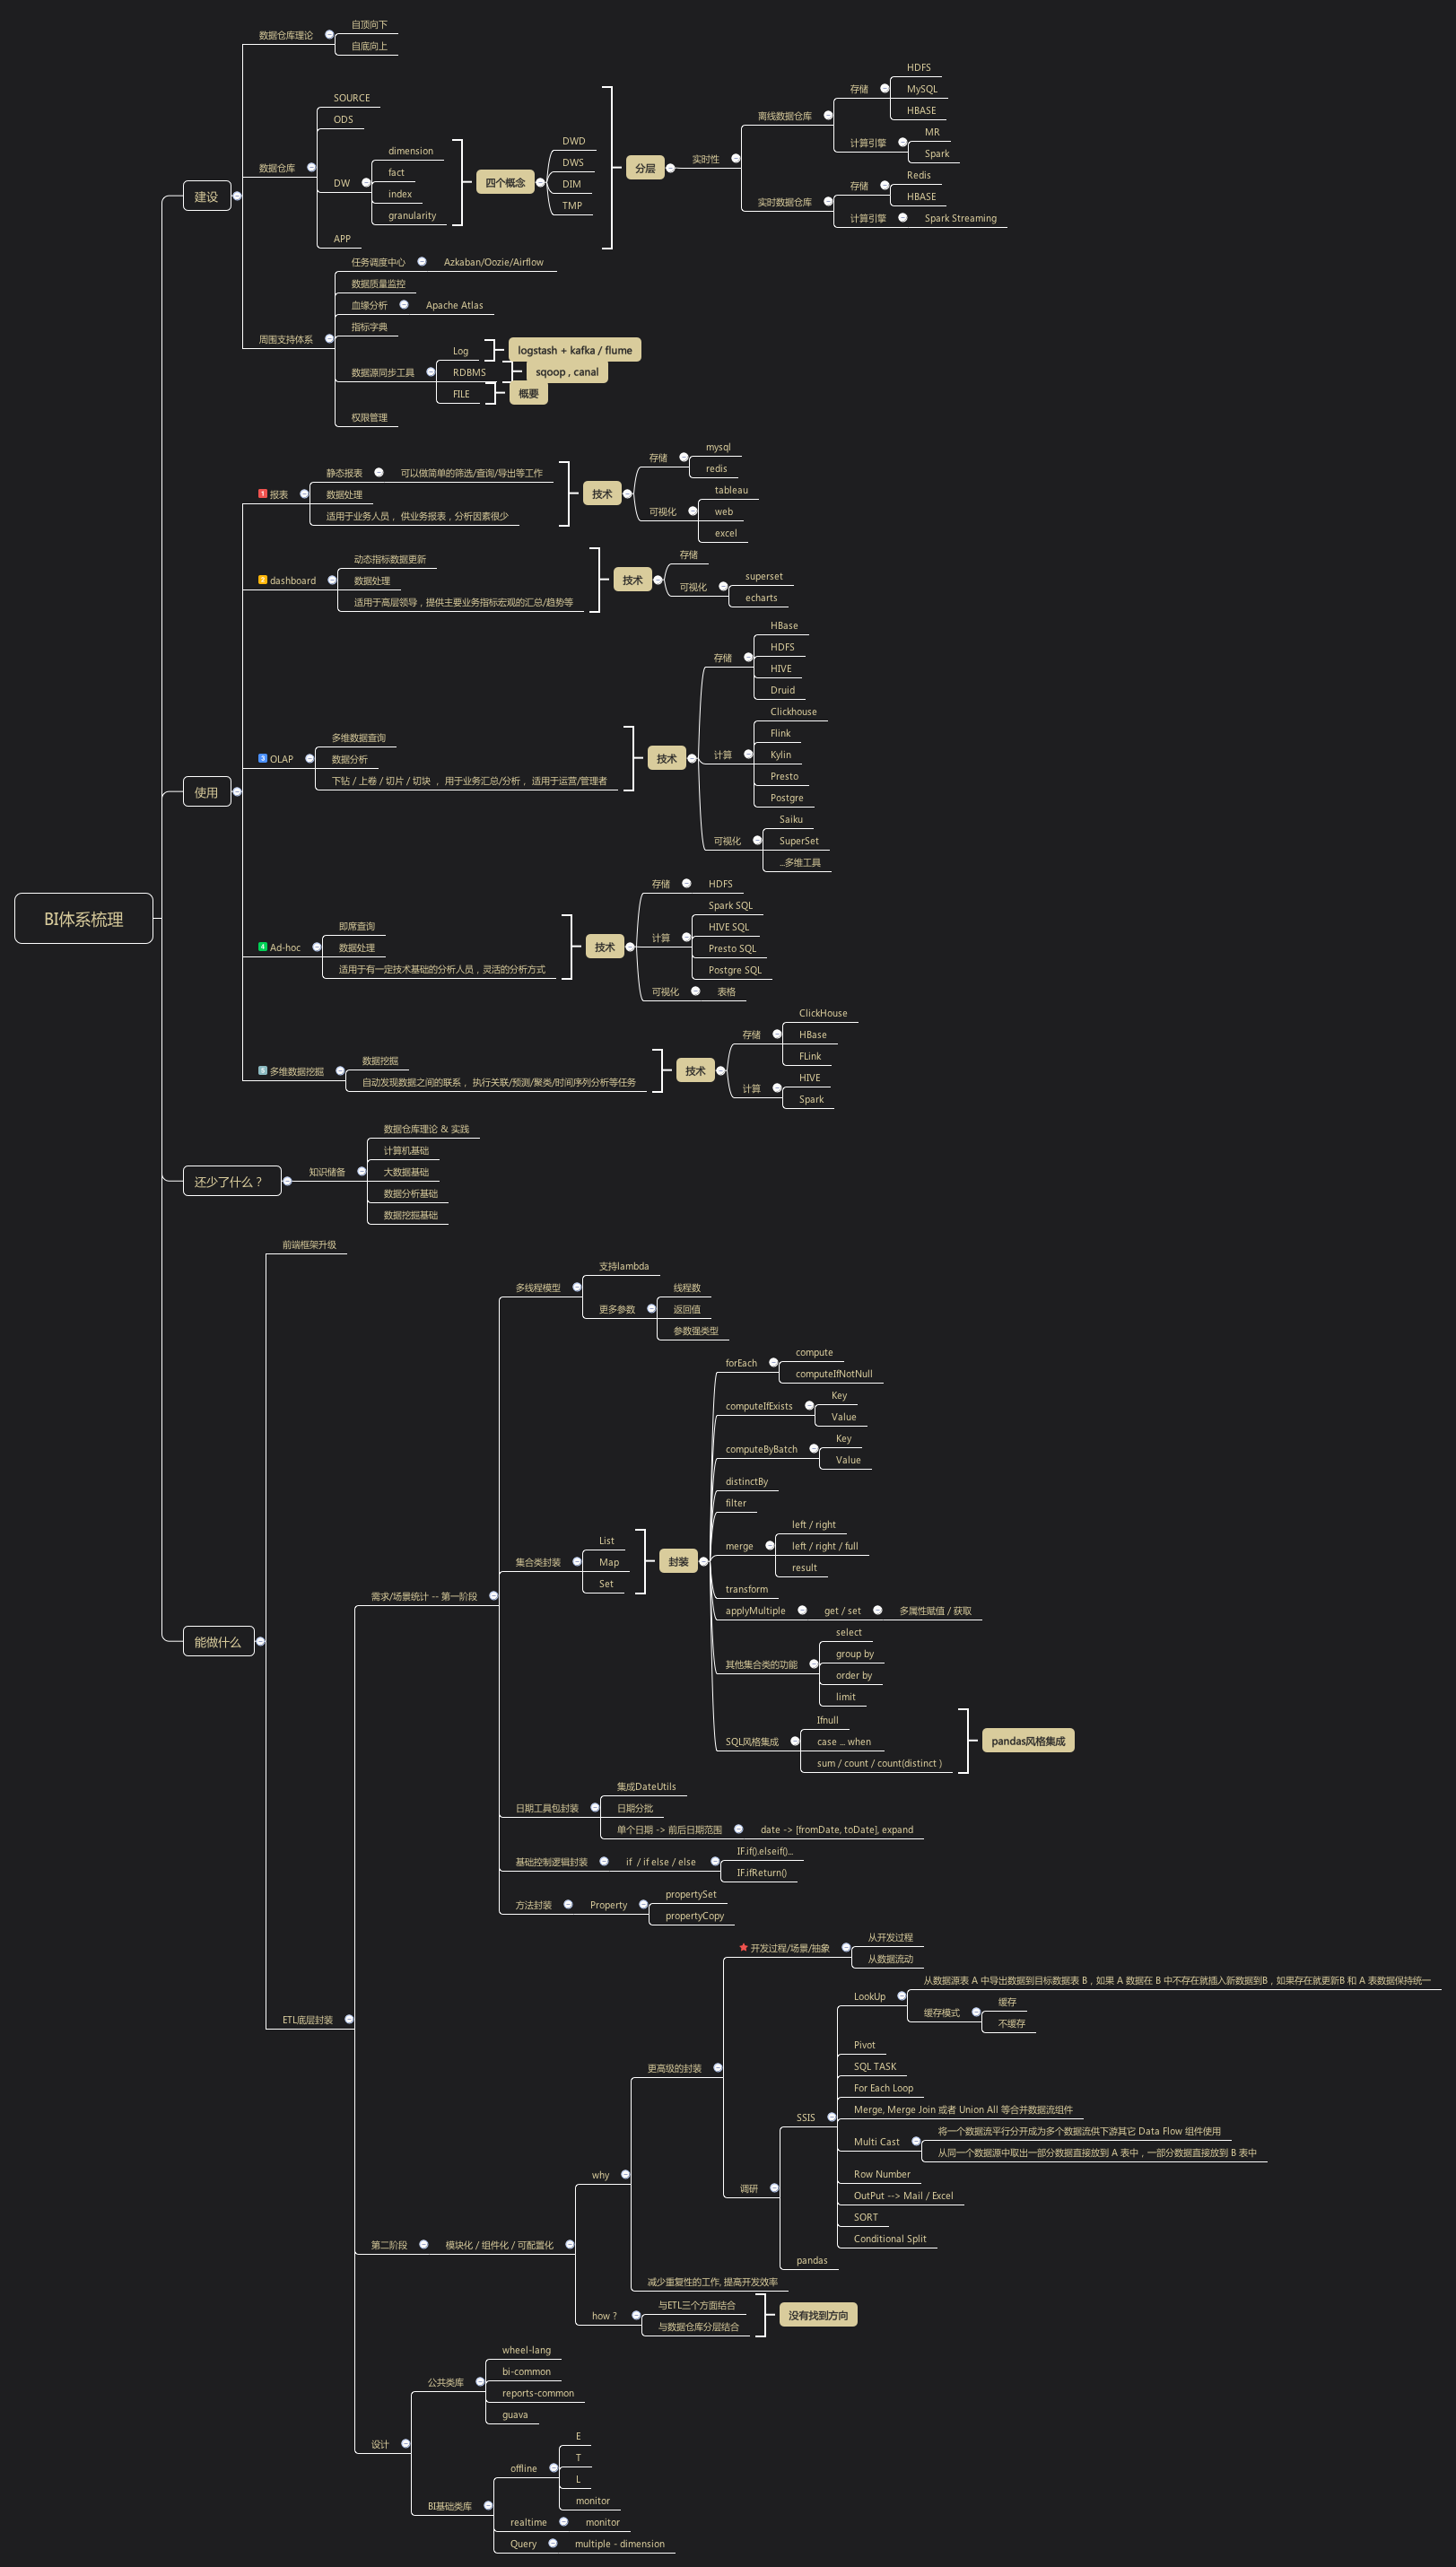 BI体系梳理
建设
数据仓库理论
自顶向下
自底向上
数据仓库
SOURCE
ODS
DW
dimension
fact
index
granularity
四个概念
DWD
DWS
DIM
TMP
APP
分层
实时性
离线数据仓库
存储
HDFS
MySQL
HBASE
计算引擎
MR
Spark
实时数据仓库
存储
Redis
HBASE
计算引擎
Spark Streaming
周围支持体系
任务调度中心
Azkaban/Oozie/Airflow
数据质量监控
血缘分析
Apache Atlas
指标字典
数据源同步工具
Log
logstash + kafka / flume
RDBMS
sqoop , canal
FILE
概要
权限管理
使用
1 报表
静态报表
可以做简单的筛选/查询/导出等工作
数据处理
适用于业务人员， 供业务报表，分析因素很少
技术
存储
mysql
redis
可视化
tableau
web
excel
2 dashboard
动态指标数据更新
数据处理
适用于高层领导，提供主要业务指标宏观的汇总/趋势等
技术
存储
可视化
superset
echarts
3 OLAP
多维数据查询
数据分析
下钻 / 上卷 / 切片 / 切块 ， 用于业务汇总/分析， 适用于运营/管理者
技术
存储
HBase
HDFS
HIVE
Druid
计算
Clickhouse
Flink
Kylin
Presto
Postgre
可视化
Saiku
SuperSet
...多维工具
4 Ad-hoc
即席查询
数据处理
适用于有一定技术基础的分析人员，灵活的分析方式
技术
存储
HDFS
计算
Spark SQL
HIVE SQL
Presto SQL
Postgre SQL
可视化
表格
5 多维数据挖掘
数据挖掘
自动发现数据之间的联系， 执行关联/预测/聚类/时间序列分析等任务
技术
存储
ClickHouse
HBase
FLink
计算
HIVE
Spark
还少了什么？
知识储备
数据仓库理论 & 实践
计算机基础
大数据基础
数据分析基础
数据挖掘基础
能做什么
前端框架升级
ETL底层封装
需求/场景统计 -- 第一阶段
多线程模型
支持lambda
更多参数
线程数
返回值
参数强类型
集合类封装
List
Map
Set
封装
forEach
compute
computeIfNotNull
computeIfExists
Key
Value
computeByBatch
Key
Value
distinctBy
filter
merge
left / right
left / right / full
result
transform
applyMultiple
get / set
多属性赋值 / 获取
其他集合类的功能
select
group by
order by
limit
SQL风格集成
Ifnull
case ... when
sum / count / count(distinct )
pandas风格集成
日期工具包封装
集成DateUtils
日期分批
单个日期 -> 前后日期范围
date -> [fromDate, toDate], expand
基础控制逻辑封装
if / if else / else
IF.if().elseif()...
IF.ifReturn()
方法封装
Property
propertySet
propertyCopy
第二阶段
模块化 / 组件化 / 可配置化
why
更高级的封装
开发过程/场景/抽象
从开发过程
从数据流动
调研
SSIS
LookUp
从数据源表 A 中导出数据到目标数据表 B，如果 A 数据在 B 中不存在就插入新数据到B，如果存在就更新B 和 A 表数据保持统一
缓存模式
缓存
不缓存
Pivot
SQL TASK
For Each Loop
Merge, Merge Join 或者 Union All 等合并数据流组件
Multi Cast
将一个数据流平行分开成为多个数据流供下游其它 Data Flow 组件使用
从同一个数据源中取出一部分数据直接放到 A 表中，一部分数据直接放到 B 表中
Row Number
OutPut --> Mail / Excel
SORT
Conditional Split
pandas
减少重复性的工作, 提高开发效率
how ?
与ETL三个方面结合
与数据仓库分层结合
没有找到方向
设计
公共类库
wheel-lang
bi-common
reports-common
guava
BI基础类库
offline
E
T
L
monitor
realtime
monitor
Query
multiple - dimension